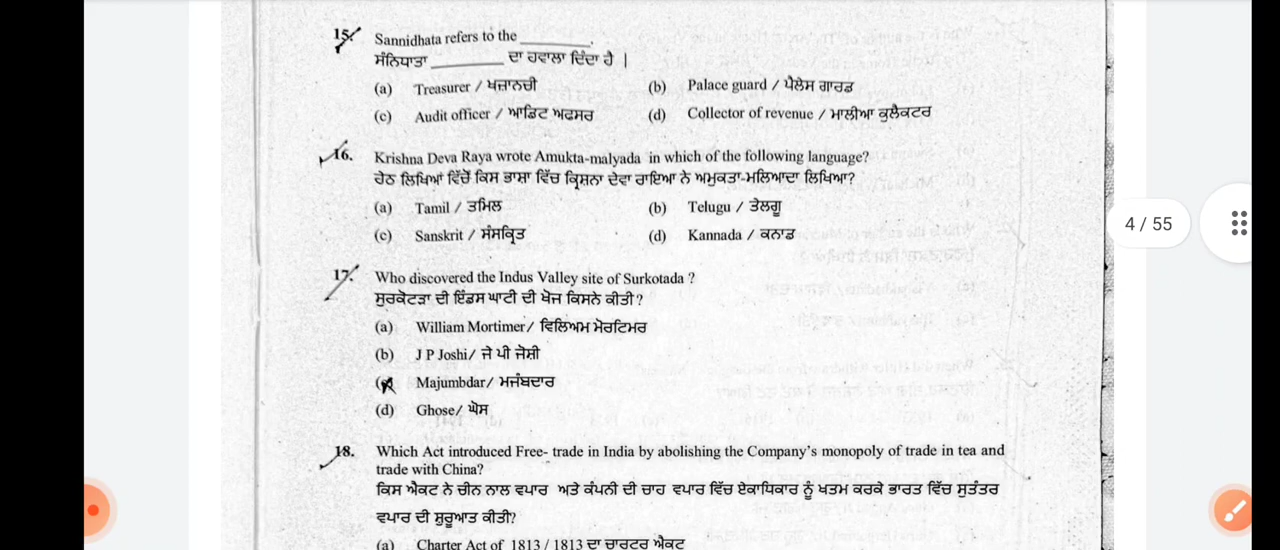 15. Sannidhata refers to the ________.
ਸੰਨਿਧਾਤਾ ________ ਦਾ ਹਵਾਲਾ ਦਿੰਦਾ ਹੈ |
(a) Treasurer / ਖਜ਼ਾਨਚੀ (b) Palace guard / ਪੈਲੇਸ ਗਾਰਡ
(c) Audit officer / ਆਡਿਟ ਅਫਸਰ (d) Collector of revenue / ਮਾਲੀਆ ਕੁਲੈਕਟਰ
16. Krishna Deva Raya wrote Amukta-malyada in which of the following language?
ਹੇਠ ਲਿਖਿਆਂ ਵਿੱਚੋਂ ਕਿਸ ਭਾਸ਼ਾ ਵਿੱਚ ਕ੍ਰਿਸ਼ਨਾ ਦੇਵਾ ਰਾਇਆ ਨੇ ਅਮੁਕਤਾ-ਮਲਿਆਦਾ ਲਿਖਿਆ?
(a) Tamil / ਤਮਿਲ (b) Telugu / ਤੇਲਗੂ
(c) Sanskrit / ਸੰਸਕ੍ਰਿਤ (d) Kannada / ਕਨਾਡ
4 / 55
17. Who discovered the Indus Valley site of Surkotada ?
ਸੁਰਕੋਟੜਾ ਦੀ ਇੰਡਸ ਘਾਟੀ ਦੀ ਖੋਜ ਕਿਸਨੇ ਕੀਤੀ?
(a) William Mortimer/ ਵਿਲਿਅਮ ਮੋਰਟਿਮਰ
(b) J P Joshi/ ਜੇ ਪੀ ਜੋਸ਼ੀ
Majumbdar/ ਮਜੰਬਦਾਰ
(d) Ghose/ ਘੋਸ
18. Which Act introduced Free- trade in India by abolishing the Company's monopoly of trade in tea and
trade with China?
ਕਿਸ ਐਕਟ ਨੇ ਚੀਨ ਨਾਲ ਵਪਾਰ ਅਤੇ ਕੰਪਨੀ ਦੀ ਚਾਹ ਵਪਾਰ ਵਿੱਚ ਏਕਾਧਿਕਾਰ ਨੂੰ ਖਤਮ ਕਰਕੇ ਭਾਰਤ ਵਿੱਚ ਸੁਤੰਤਰ
ਵਪਾਰ ਦੀ ਸ਼ੁਰੂਆਤ ਕੀਤੀ?
(a) Charter Act of 1813 / 1813 ਦਾ ਚਾਰਟਰ ਐਕਟ